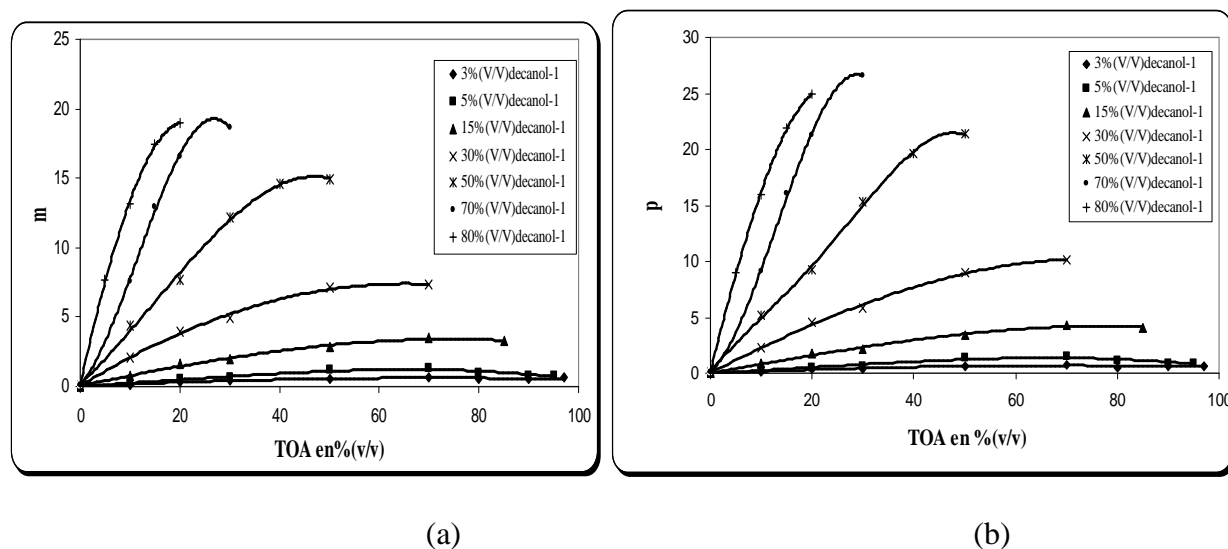 25
20
15
10
5
0
m
0 20 40 60 80 100
TOA en%(v/v)
3%(V/V)decanol-1
5%(V/V)decanol-1
15%(V/V)decanol-1
30%(V/V)decanol-1
50%(V/V)decanol-1
70%(V/V)decanol-1
80%(V/V)decanol-1
(a)
30
25
20
15
10
5
0
p
0 20 40 60 80 100
TOA en %(v/v)
3%(V/V)decanol-1
5%(V/V)decanol-1
15%(V/V)decanol-1
30%(V/V)decanol-1
50%(V/V)decanol-1
70%(V/V)decanol-1
80%(V/V)decanol-1
(b)